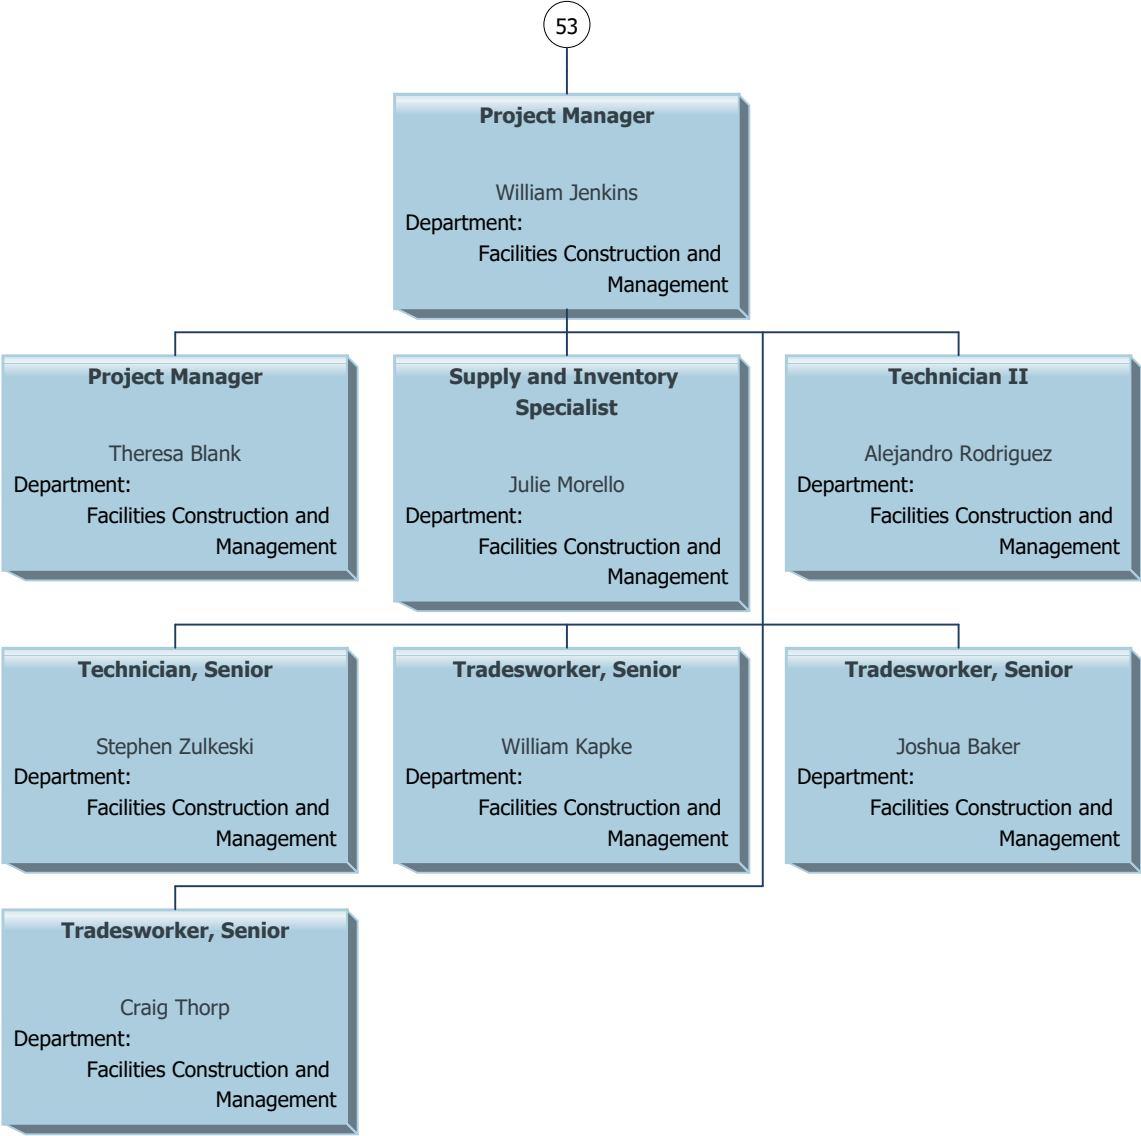 53
Project Manager
William Jenkins
Department:
Facilities Construction and
Management
Project Manager
Theresa Blank
Department:
Facilities Construction and
Management
Supply and Inventory
Specialist
Julie Morello
Department:
Facilities Construction and
Management
Technician II
Alejandro Rodriguez
Department:
Facilities Construction and
Management
Technician, Senior
Stephen Zulkeski
Department:
Facilities Construction and
Management
Tradesworker, Senior
William Kapke
Department:
Facilities Construction and
Management
Tradesworker, Senior
Joshua Baker
Department:
Facilities Construction and
Management
Tradesworker, Senior
Craig Thorp
Department:
Facilities Construction and
Management